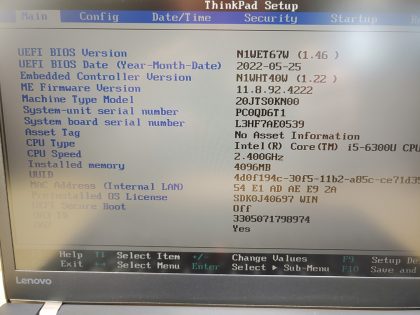 ThinkPad Setup
Main Config Date/Time Security Startup
UEFI BIOS Version N1WET67W (1.46 )
UEFI BIOS Date (Year-Month-Date) 2022-05-25
Embedded Controller Version N1WHT40W (1.22 )
ME Firmware Version 11.8.92.4222
Machine Type Model 20JTS0KN00
System-unit serial number PC0QD6T1
System board serial number L3HF7AE0539
Asset Tag No Asset Information
CPU Type Intel(R) Core(TM) i5-6300U CPU
CPU Speed 2.400GHz
Installed memory 4096MB
UUID 4d0f194c-30f5-11b2-a85c-ce71d35
MAC Address (Internal LAN) 54 E1 AD AE E9 2A
Preinstalled OS License SDK0J40697 WIN
UEFI Secure Boot Off
3305071798974
Yes
Help F1 Select Item -/- Change Values F9 Setup De
Exit ←→ Select Menu Enter Select ▶ Sub-Menu F10 Save and
Lenovo